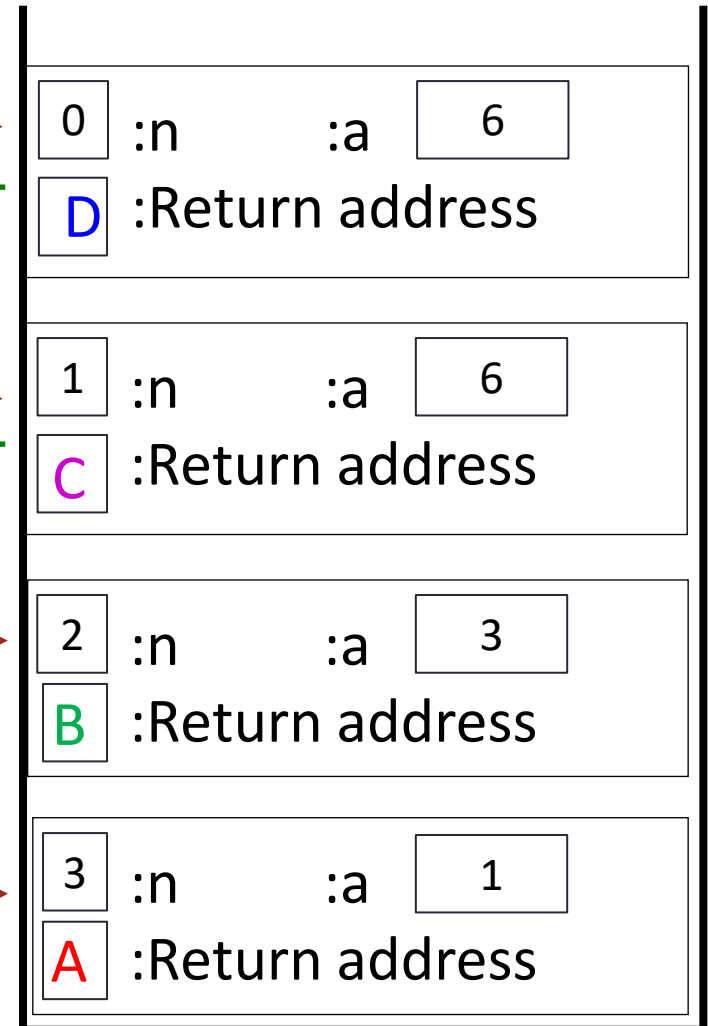 0 :n :a 6
D :Return address
1 :n :a 6
C :Return address
2 :n :a 3
B :Return address
3 :n :a 1
A :Return address